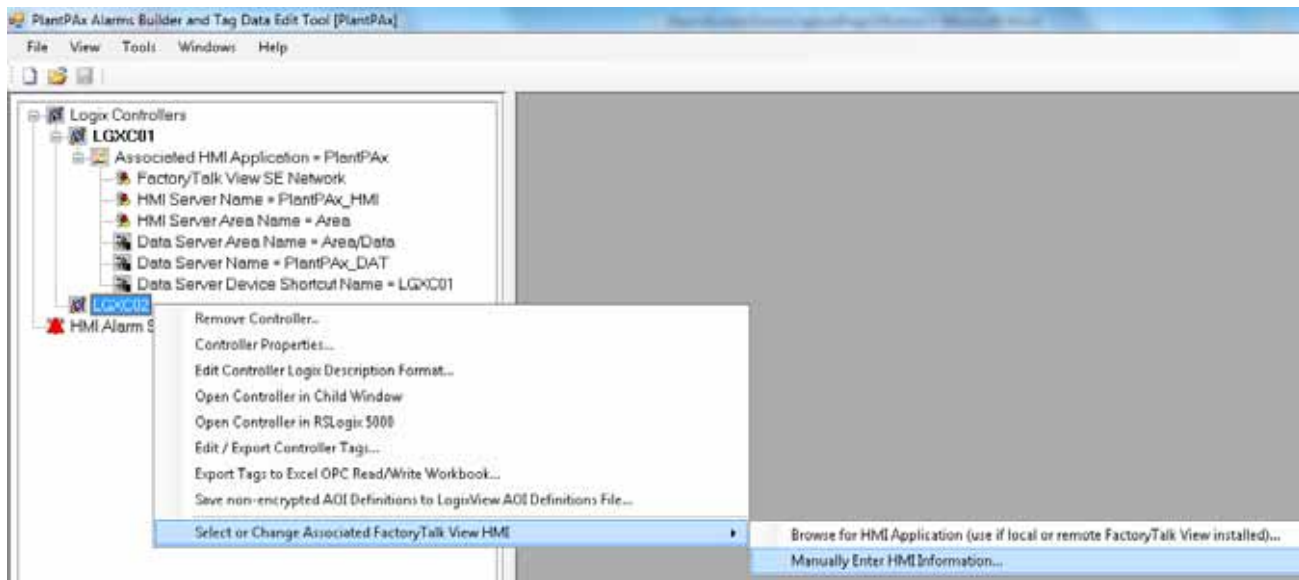 PlantPAx Alarms Builder and Tag Data Edit Tool [PlantPAx]
File View Tools Windows Help
Logix Controllers
LGXC01
Associated HMI Application = PlantPAx
FactoryTalk View SE Network
HMI Server Name = PlantPAx_HMI
HMI Server Area Name = Area
Data Server Area Name = Area/Data
Data Server Name = PlantPAx_DAT
Data Server Device Shortcut Name = LGXC01
LGXC02
HMI Alarm S
Remove Controller...
Controller Properties...
Edit Controller Logix Description Format...
Open Controller in Child Window
Open Controller in RSLogix 5000
Edit / Export Controller Tags...
Export Tags to Excel OPC Read/Write Workbook...
Save non-encrypted AOI Definitions to LogixView AOI Definitions File...
Select or Change Associated FactoryTalk View HMI
Browse for HMI Application (use if local or remote FactoryTalk View installed)...
Manually Enter HMI Information...